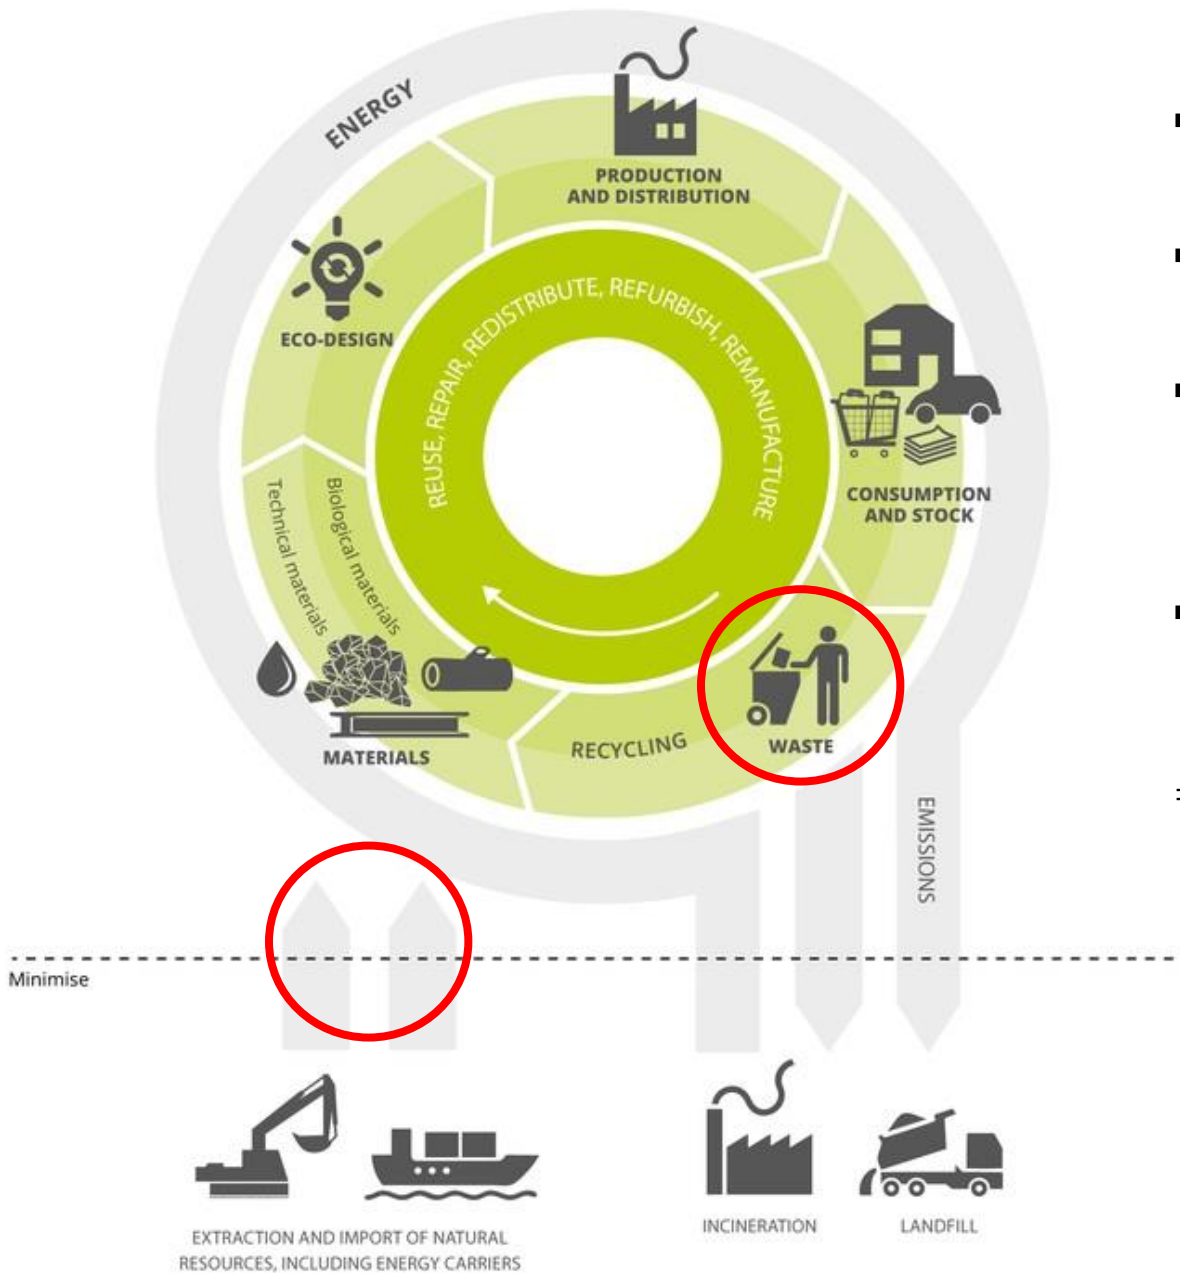 ENERGY
PRODUCTION
AND DISTRIBUTION
ECO-DESIGN
REUSE, REPAIR, REDISTRIBUTE, REFURBISH, REMANUFACTURE
CONSUMPTION
AND STOCK
Technical materials
Biological materials
MATERIALS
RECYCLING
WASTE
EMISSIONS
Minimise
EXTRACTION AND IMPORT OF NATURAL
RESOURCES, INCLUDING ENERGY CARRIERS
INCINERATION
LANDFILL